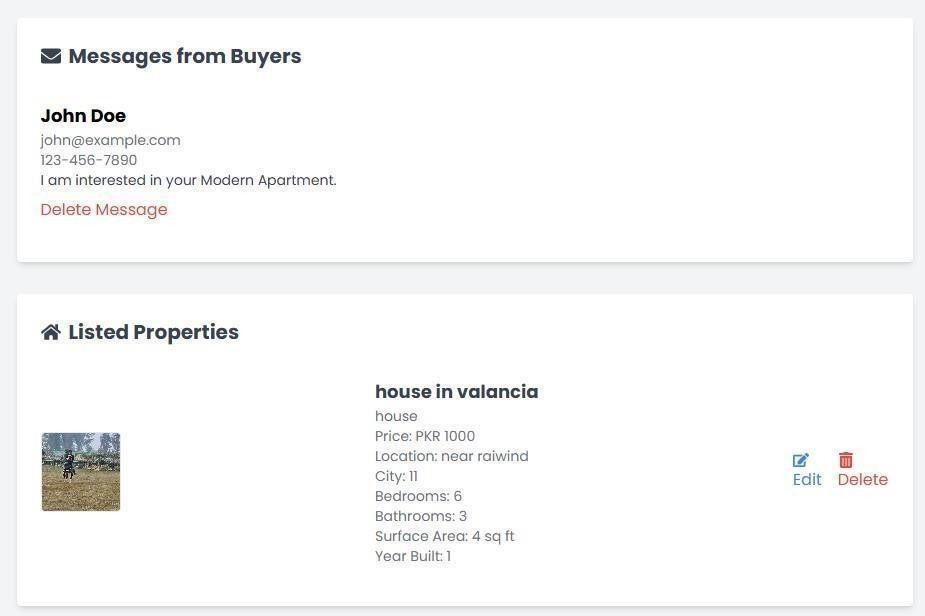 Messages from Buyers
John Doe
john@example.com
123-456-7890
I am interested in your Modern Apartment.
Delete Message
Listed Properties
house in valancia
house
Price: PKR 1000
Location: near raiwind
City: 11
Bedrooms: 6
Bathrooms: 3
Surface Area: 4 sq ft
Year Built: 1
Edit
Delete